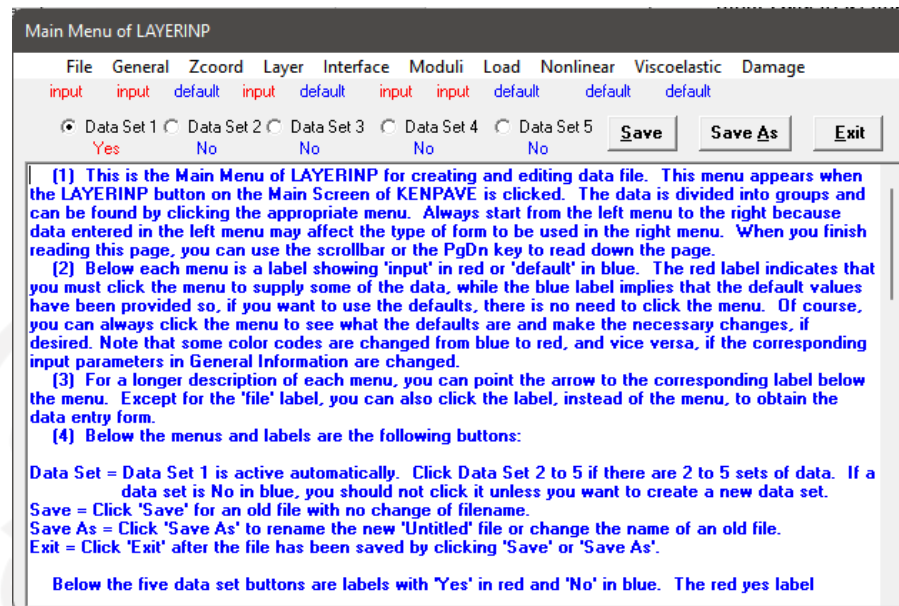 Main Menu of LAYERINP
File General Zcoord Layer Interface Moduli Load Nonlinear Viscoelastic Damage
input input default input default input input default default default
Data Set 1 Data Set 2 Data Set 3 Data Set 4 Data Set 5 Save Save As Exit
Yes No No No No
(1) This is the Main Menu of LAYERINP for creating and editing data file. This menu appears when
the LAYERINP button on the Main Screen of KENPAVE is clicked. The data is divided into groups and
can be found by clicking the appropriate menu. Always start from the left menu to the right because
data entered in the left menu may affect the type of form to be used in the right menu. When you finish
reading this page, you can use the scrollbar or the PgDn key to read down the page.
(2) Below each menu is a label showing 'input' in red or 'default' in blue. The red label indicates that
you must click the menu to supply some of the data, while the blue label implies that the default values
have been provided so, if you want to use the defaults, there is no need to click the menu. Of course,
you can always click the menu to see what the defaults are and make the necessary changes, if
desired. Note that some color codes are changed from blue to red, and vice versa, if the corresponding
input parameters in General Information are changed.
(3) For a longer description of each menu, you can point the arrow to the corresponding label below
the menu. Except for the 'file' label, you can also click the label, instead of the menu, to obtain the
data entry form.
(4) Below the menus and labels are the following buttons:
Data Set = Data Set 1 is active automatically. Click Data Set 2 to 5 if there are 2 to 5 sets of data. If a
data set is No in blue, you should not click it unless you want to create a new data set.
Save = Click 'Save' for an old file with no change of filename.
Save As = Click 'Save As' to rename the new 'Untitled' file or change the name of an old file.
Exit = Click 'Exit' after the file has been saved by clicking 'Save' or 'Save As'.
Below the five data set buttons are labels with 'Yes' in red and 'No' in blue. The red yes label